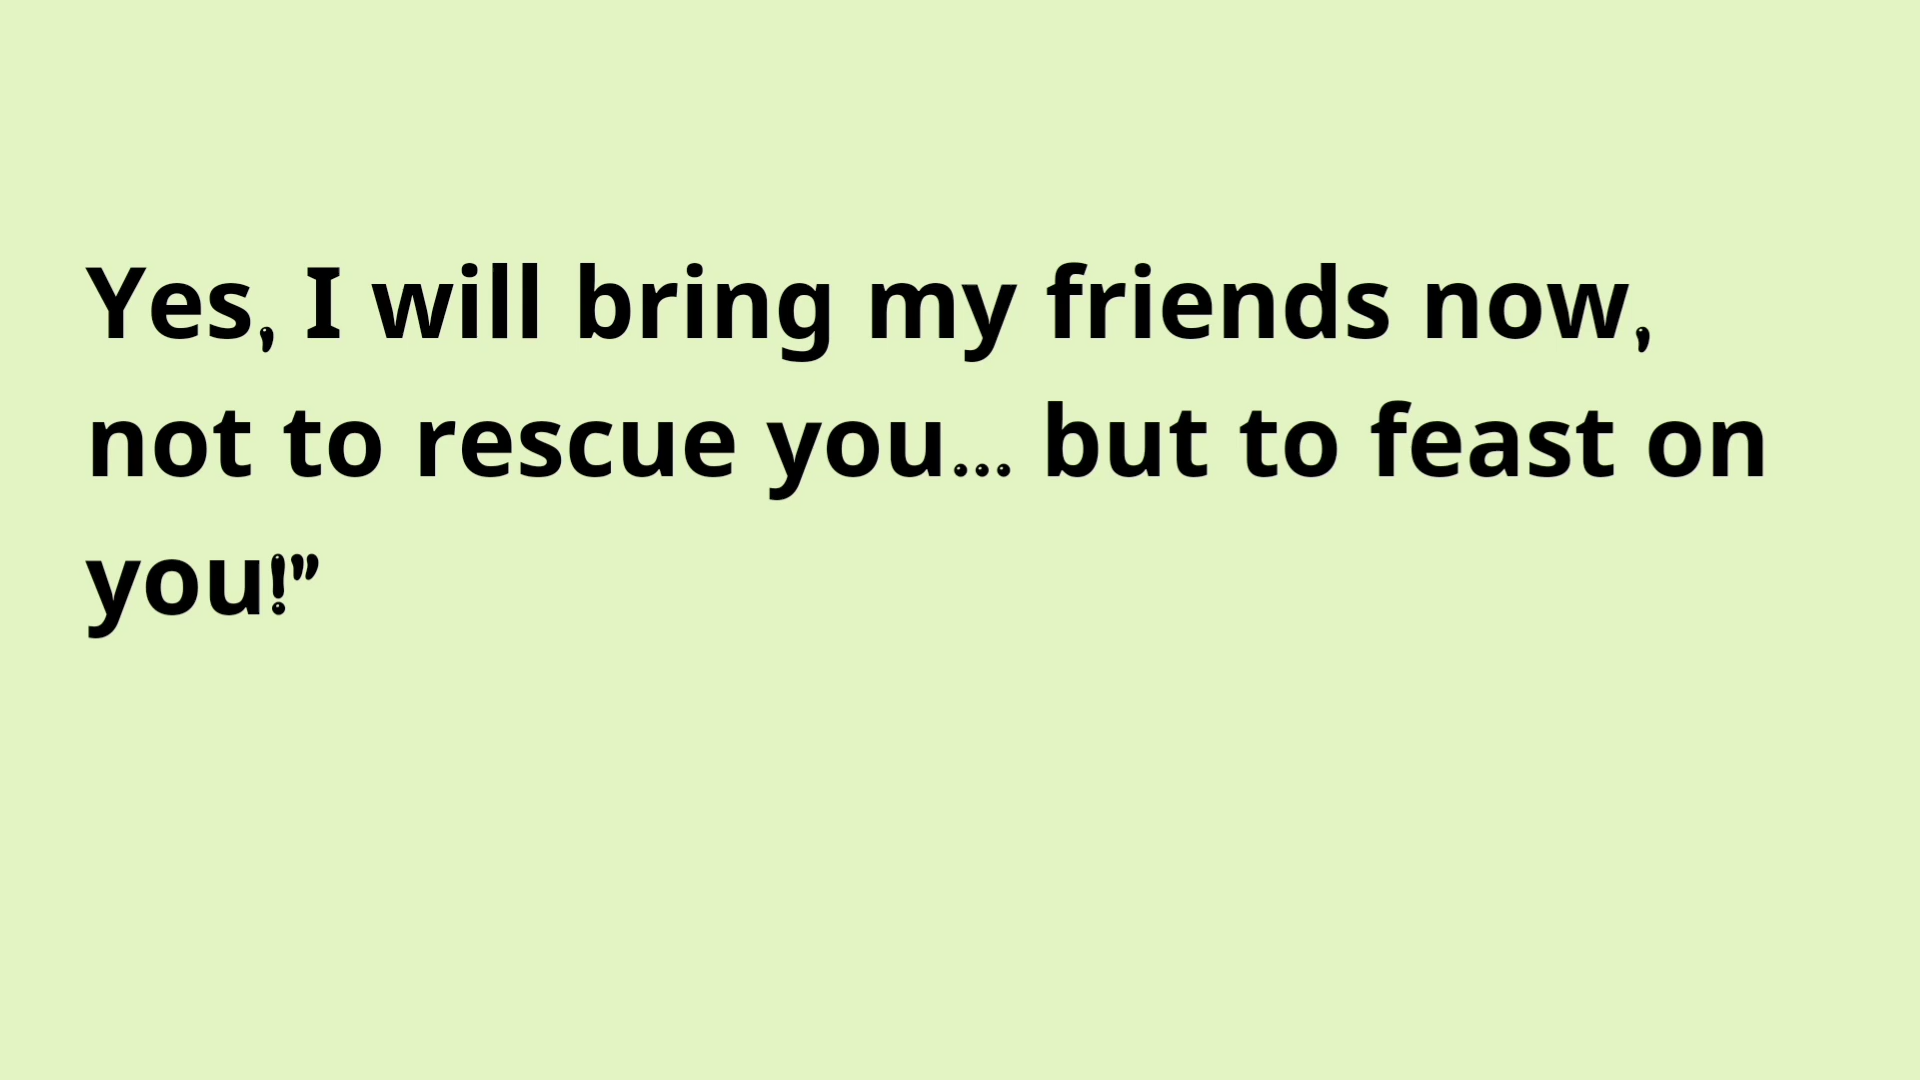 Yes, I will bring my friends now,
not to rescue you... but to feast on
you!”